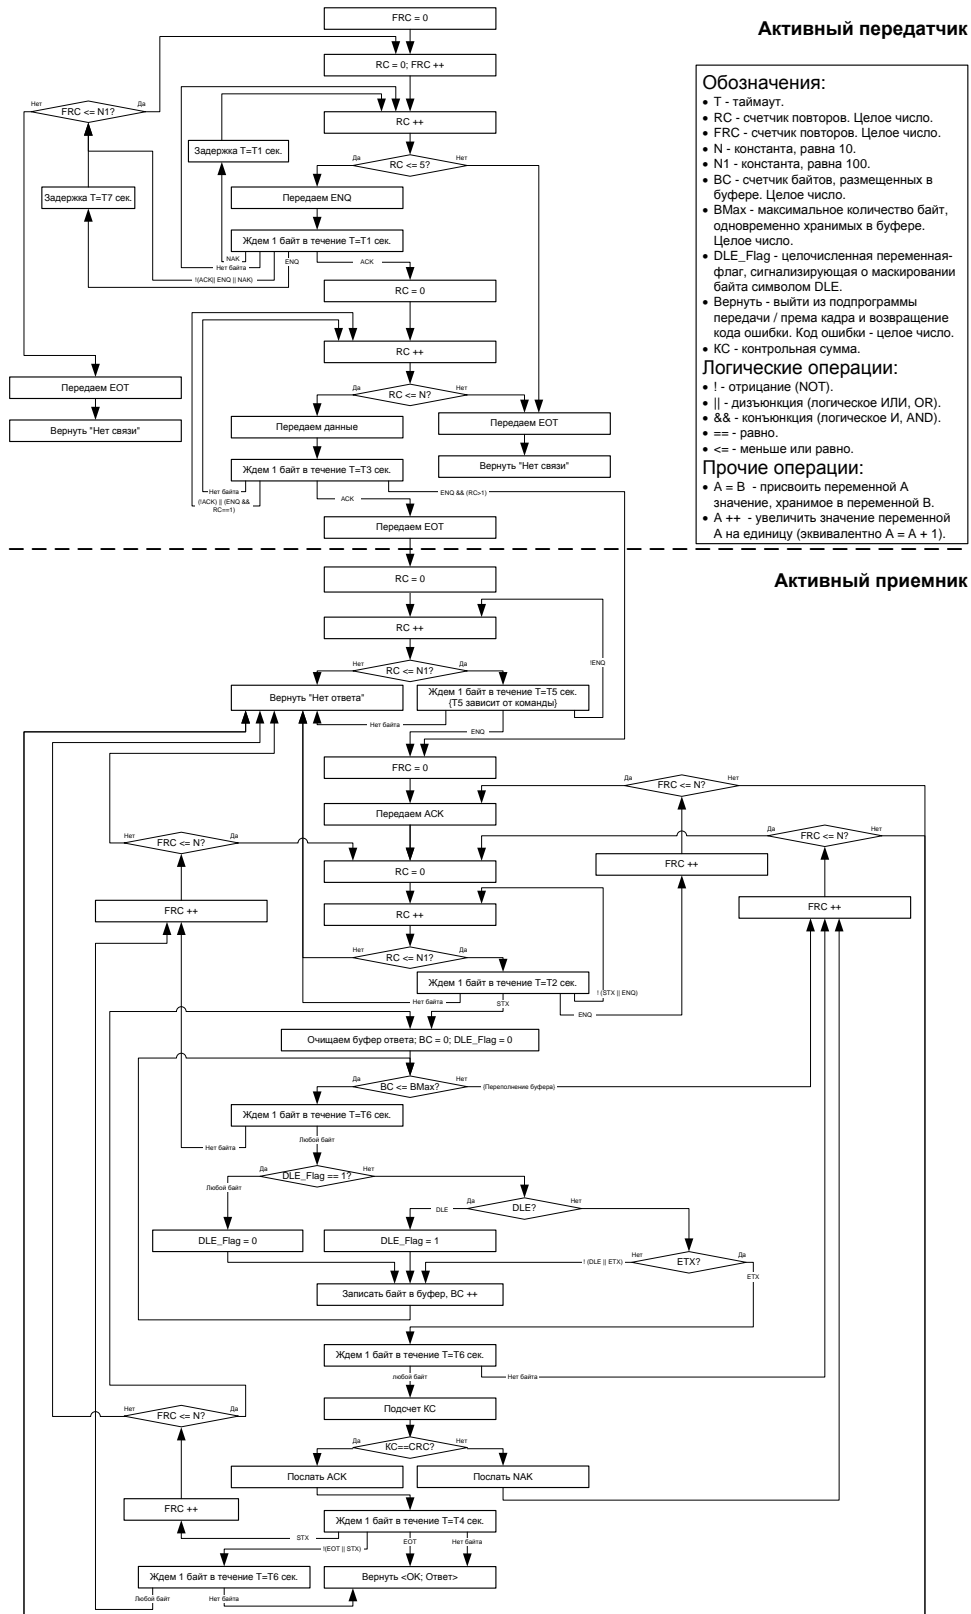 FRC = 0
Активный передатчик
RC = 0; FRC ++
Обозначения:
• T - таймаут.
• RC - счетчик повторов. Целое число.
• FRC - счетчик повторов. Целое число.
• N - константа, равна 10.
• N1 - константа, равна 100.
• BC - счетчик байтов, размещенных в
буфере. Целое число.
• BMax - максимальное количество байт,
одновременно хранимых в буфере.
Целое число.
• DLE_Flag - целочисленная переменная-
флаг, сигнализирующая о маскировании
байта символом DLE.
• Вернуть - выйти из подпрограммы
передачи / према кадра и возвращение
кода ошибки. Код ошибки - целое число.
• КС - контрольная сумма.
Логические операции:
• ! - отрицание (NOT).
• || - дизъюнкция (логическое ИЛИ, OR).
• && - конъюнкция (логическое И, AND).
• == - равно.
• <= - меньше или равно.
Прочие операции:
• A = B - присвоить переменной A
значение, хранимое в переменной B.
• A ++ - увеличить значение переменной
A на единицу (эквивалентно A = A + 1).
Нет
FRC <= N1?
Да
RC ++
Задержка T=T1 сек.
Да
RC <= 5?
Нет
Задержка T=T7 сек.
Передаем ENQ
Ждем 1 байт в течение T=T1 сек.
NAK
Нет байта
ENQ
ACK
!(ACK|| ENQ || NAK)
RC = 0
RC ++
Передаем EOT
Вернуть "Нет связи"
Да
RC <= N?
Нет
Передаем данные
Передаем EOT
Ждем 1 байт в течение T=T3 сек.
Вернуть "Нет связи"
Нет байта
(!ACK) || (ENQ &&
RC==1)
ACK
ENQ && (RC>1)
Передаем EOT
Активный приемник
RC = 0
RC ++
!ENQ
Нет
RC <= N1?
Да
Вернуть "Нет ответа"
Ждем 1 байт в течение T=T5 сек.
{T5 зависит от команды}
Нет байта
ENQ
FRC = 0
Да
FRC <= N?
Нет
Передаем ACK
Нет
FRC <= N?
Да
Да
FRC <= N?
Нет
RC = 0
FRC ++
FRC ++
RC ++
FRC ++
Нет
RC <= N1?
Да
Ждем 1 байт в течение T=T2 сек.
Нет байта
STX
! (STX || ENQ)
ENQ
Очищаем буфер ответа; BC = 0; DLE_Flag = 0
Да
BC <= BMax?
Нет
{Переполнение буфера}
Ждем 1 байт в течение T=T6 сек.
Нет байта
Любой байт
Да
DLE_Flag == 1?
Нет
Любой байт
DLE
Да
DLE?
Нет
DLE_Flag = 0
DLE_Flag = 1
! (DLE || ETX)
Нет
ETX?
Да
ETX
Записать байт в буфер, BC ++
Ждем 1 байт в течение T=T6 сек.
любой байт
Нет байта
Подсчет КС
Нет
FRC <= N?
Да
Да
КС==CRC?
Нет
Послать ACK
Послать NAK
FRC ++
Ждем 1 байт в течение T=T4 сек.
STX
!(EOT || STX)
EOT
Нет байта
Ждем 1 байт в течение T=T6 сек.
Вернуть <OK; Ответ>
Любой байт
Нет байта